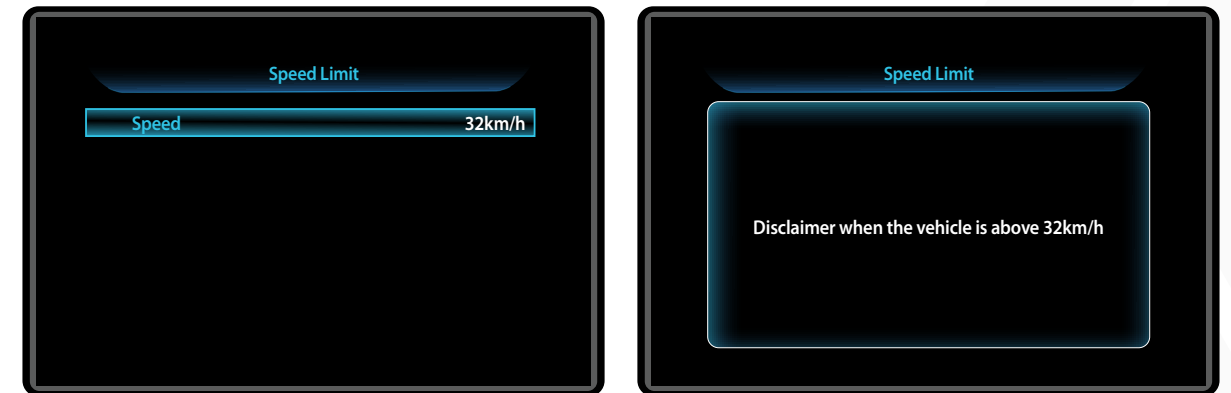 Speed Limit
Speed 32km/h
Speed Limit
Disclaimer when the vehicle is above 32km/h